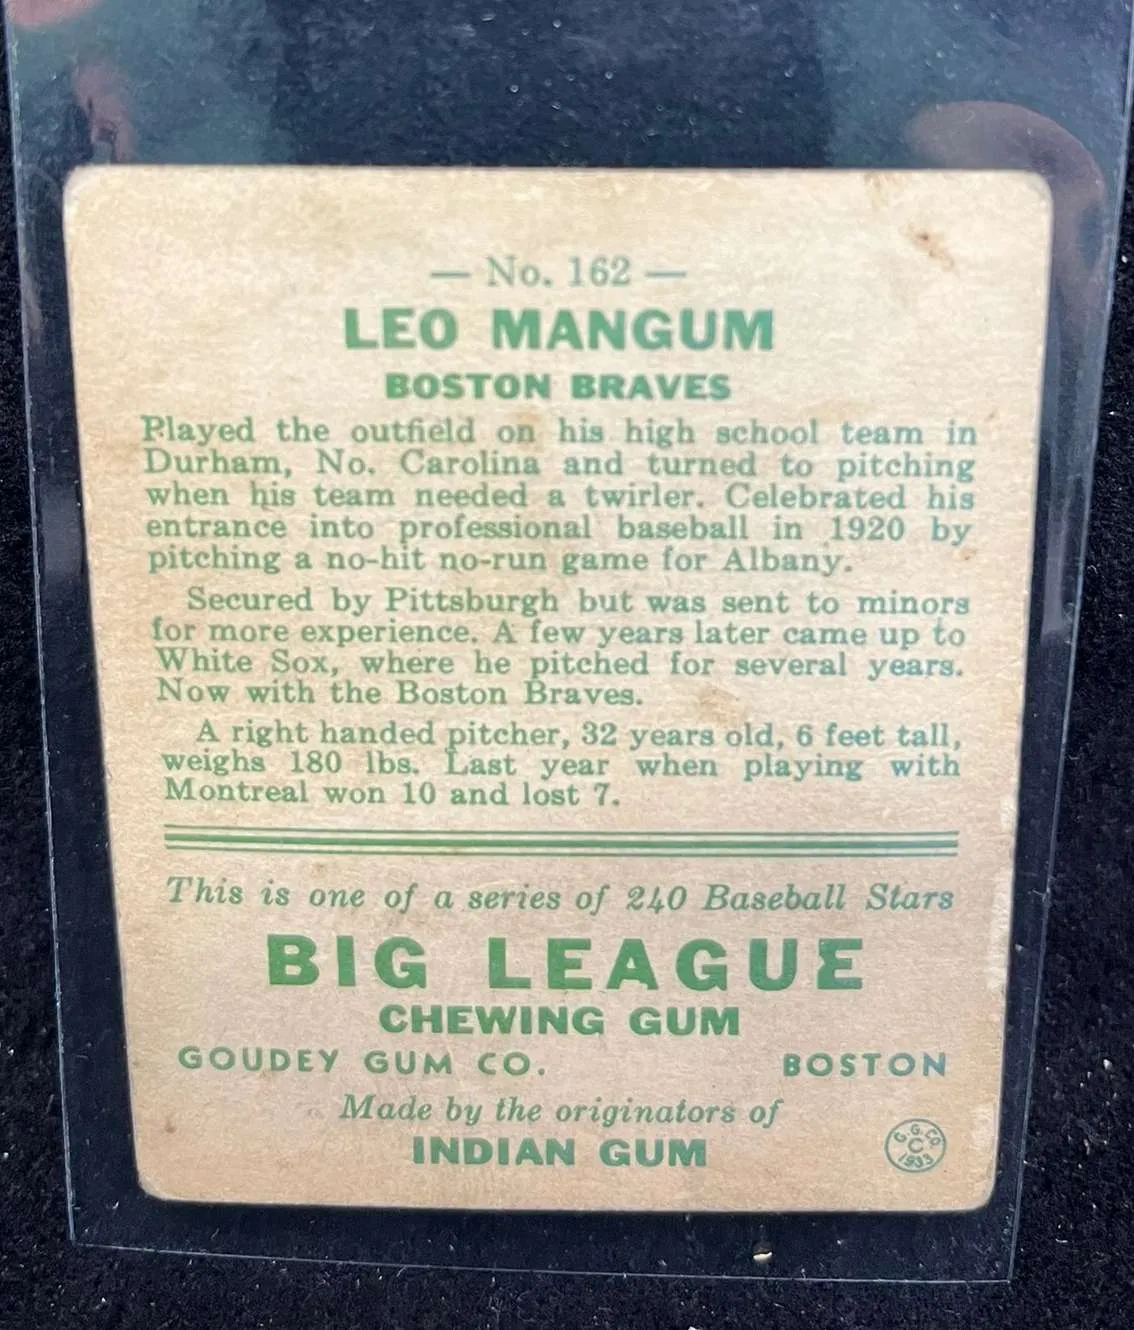 — No. 162 —
LEO MANGUM
BOSTON BRAVES
Played the outfield on his high school team in
Durham, No. Carolina and turned to pitching
when his team needed a twirler. Celebrated his
entrance into professional baseball in 1920 by
pitching a no-hit no-run game for Albany.
Secured by Pittsburgh but was sent to minors
for more experience. A few years later came up to
White Sox, where he pitched for several years.
Now with the Boston Braves.
A right handed pitcher, 32 years old, 6 feet tall,
weighs 180 lbs. Last year when playing with
Montreal won 10 and lost 7.
This is one of a series of 240 Baseball Stars
BIG LEAGUE
CHEWING GUM
GOUDEY GUM CO. BOSTON
Made by the originators of
INDIAN GUM
G.G.CO.
C
1933